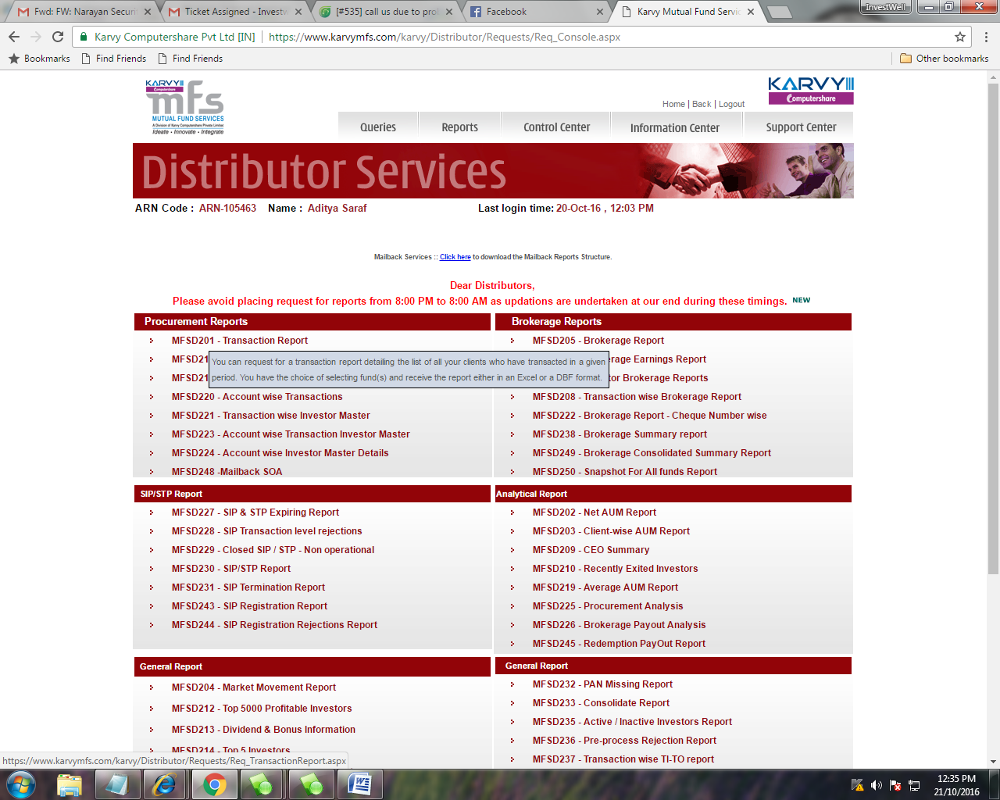 Fwd: FW: Narayan Securi
Ticket Assigned - Investw
[#535] call us due to pro
Facebook
Karvy Mutual Fund Servic
InvestWell
Karvy Computershare Pvt Ltd [IN]
https://www.karvymfs.com/karvy/Distributor/Requests/Req_Console.aspx
Bookmarks
Find Friends
Find Friends
Other bookmarks
KARVY
Computershare
mfs
MUTUAL FUND SERVICES
A Division of Karvy Computershare Private Limited
Ideate • Innovate • Integrate
KARVY
Computershare
Home | Back | Logout
Queries
Reports
Control Center
Information Center
Support Center
Distributor Services
ARN Code : ARN-105463 Name : Aditya Saraf Last login time: 20-Oct-16 , 12:03 PM
Mailback Services :: Click here to download the Mailback Reports Structure.
Dear Distributors,
Please avoid placing request for reports from 8:00 PM to 8:00 AM as updations are undertaken at our end during these timings. NEW
Procurement Reports
MFSD201 - Transaction Report
MFSD21
MFSD21
You can request for a transaction report detailing the list of all your clients who have transacted in a given
period. You have the choice of selecting fund(s) and receive the report either in an Excel or a DBF format.
MFSD220 - Account wise Transactions
MFSD221 - Transaction wise Investor Master
MFSD223 - Account wise Transaction Investor Master
MFSD224 - Account wise Investor Master Details
MFSD248 -Mailback SOA
Brokerage Reports
MFSD205 - Brokerage Report
erage Earnings Report
tor Brokerage Reports
MFSD208 - Transaction wise Brokerage Report
MFSD222 - Brokerage Report - Cheque Number wise
MFSD238 - Brokerage Summary report
MFSD249 - Brokerage Consolidated Summary Report
MFSD250 - Snapshot For All funds Report
SIP/STP Report
MFSD227 - SIP & STP Expiring Report
MFSD228 - SIP Transaction level rejections
MFSD229 - Closed SIP / STP - Non operational
MFSD230 - SIP/STP Report
MFSD231 - SIP Termination Report
MFSD243 - SIP Registration Report
MFSD244 - SIP Registration Rejections Report
Analytical Report
MFSD202 - Net AUM Report
MFSD203 - Client-wise AUM Report
MFSD209 - CEO Summary
MFSD210 - Recently Exited Investors
MFSD219 - Average AUM Report
MFSD225 - Procurement Analysis
MFSD226 - Brokerage Payout Analysis
MFSD245 - Redemption PayOut Report
General Report
MFSD204 - Market Movement Report
MFSD212 - Top 5000 Profitable Investors
MFSD213 - Dividend & Bonus Information
MFSD214 - Top 5 Investors
General Report
MFSD232 - PAN Missing Report
MFSD233 - Consolidate Report
MFSD235 - Active / Inactive Investors Report
MFSD236 - Pre-process Rejection Report
MFSD237 - Transaction wise TI-TO report
https://www.karvymfs.com/karvy/Distributor/Requests/Req_TransactionReport.aspx
12:35 PM
21/10/2016